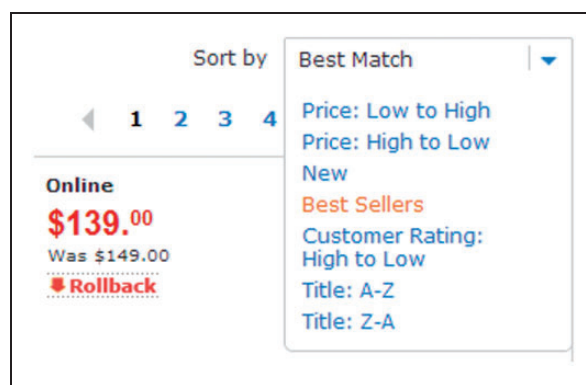 Sort by Best Match
1 2 3 4
Price: Low to High
Price: High to Low
New
Best Sellers
Customer Rating:
High to Low
Title: A-Z
Title: Z-A
Online
$139.00
Was $149.00
Rollback